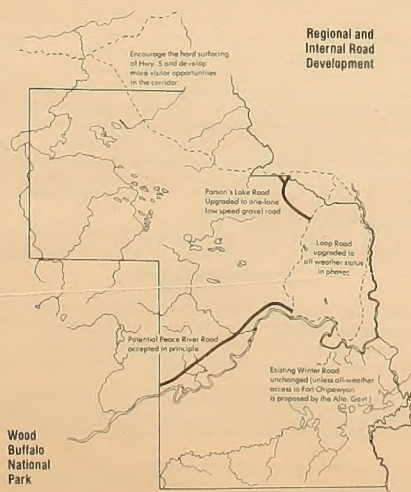 Regional and
Internal Road
Development
Encourage the hard surfacing
of Hwy. 5 and develop
more visitor opportunities
in the corridor.
Parson's Lake Road
Upgraded to one-lane
low speed gravel road
Loop Road
upgraded to
all weather status
in phases
Potential Peace River Road
accepted in principle.
Existing Winter Road
unchanged (unless all-weather
access to Fort Chipewyan
is proposed by the Alta. Govt.)
Wood
Buffalo
National
Park